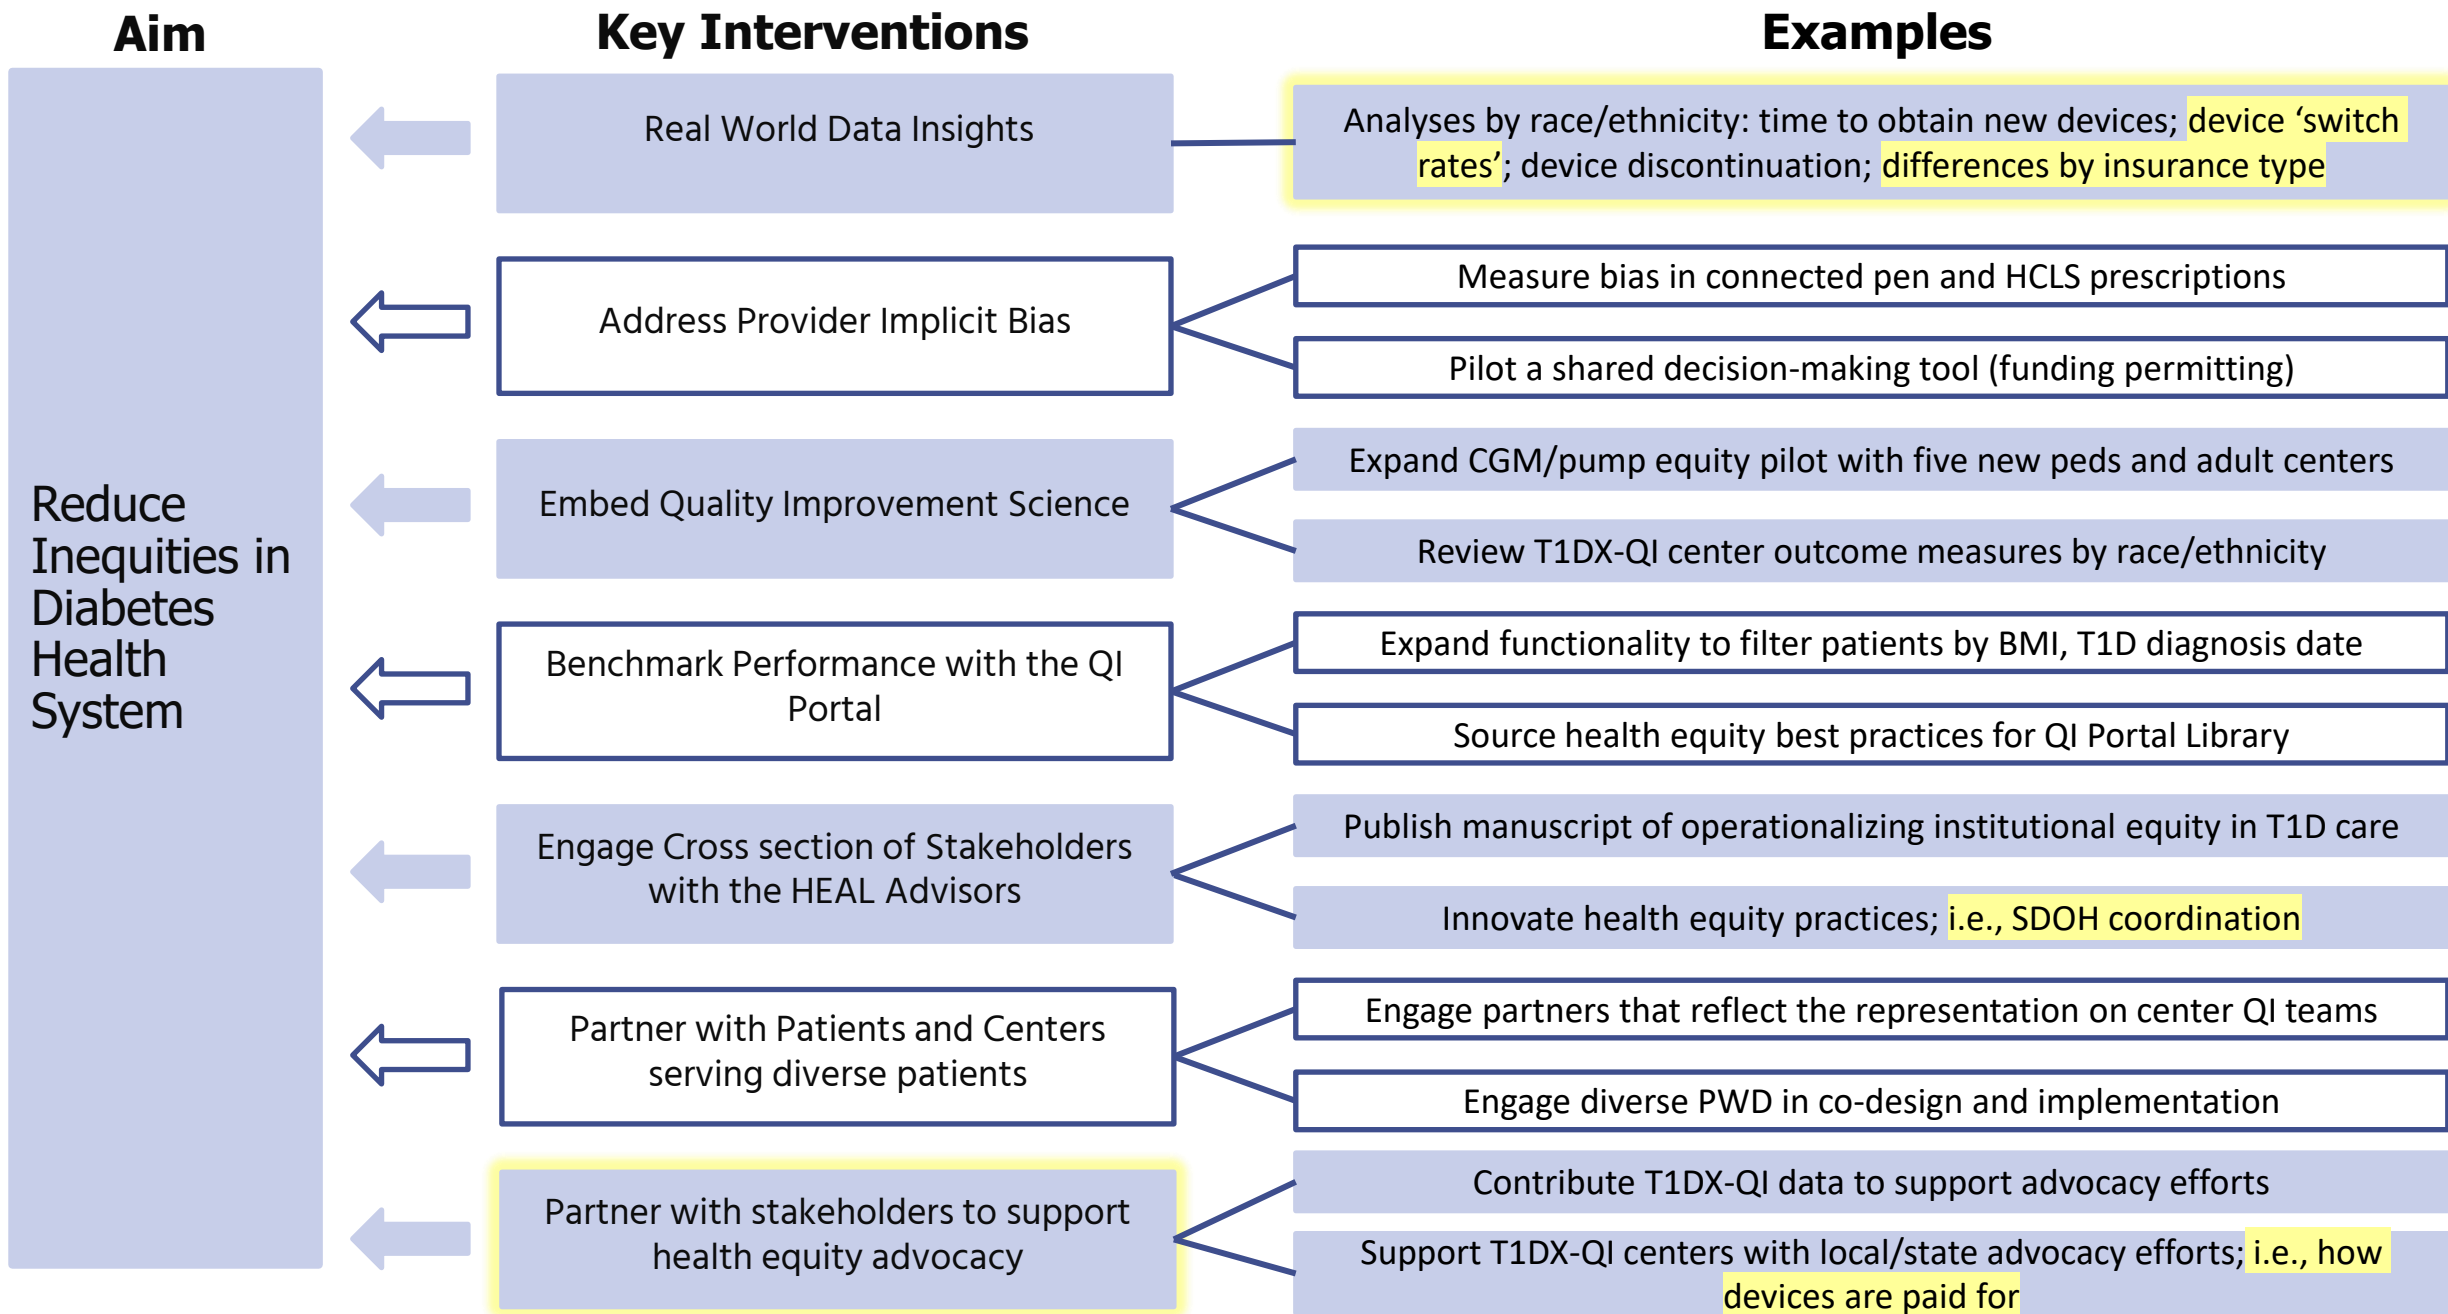 Aim
Key Interventions
Examples
Reduce
Inequities in
Diabetes
Health
System
Real World Data Insights
Analyses by race/ethnicity: time to obtain new devices; device ‘switch
rates’; device discontinuation; differences by insurance type
Address Provider Implicit Bias
Measure bias in connected pen and HCLS prescriptions
Pilot a shared decision-making tool (funding permitting)
Embed Quality Improvement Science
Expand CGM/pump equity pilot with five new peds and adult centers
Review T1DX-QI center outcome measures by race/ethnicity
Benchmark Performance with the QI
Portal
Expand functionality to filter patients by BMI, T1D diagnosis date
Source health equity best practices for QI Portal Library
Engage Cross section of Stakeholders
with the HEAL Advisors
Publish manuscript of operationalizing institutional equity in T1D care
Innovate health equity practices; i.e., SDOH coordination
Partner with Patients and Centers
serving diverse patients
Engage partners that reflect the representation on center QI teams
Engage diverse PWD in co-design and implementation
Partner with stakeholders to support
health equity advocacy
Contribute T1DX-QI data to support advocacy efforts
Support T1DX-QI centers with local/state advocacy efforts; i.e., how
devices are paid for